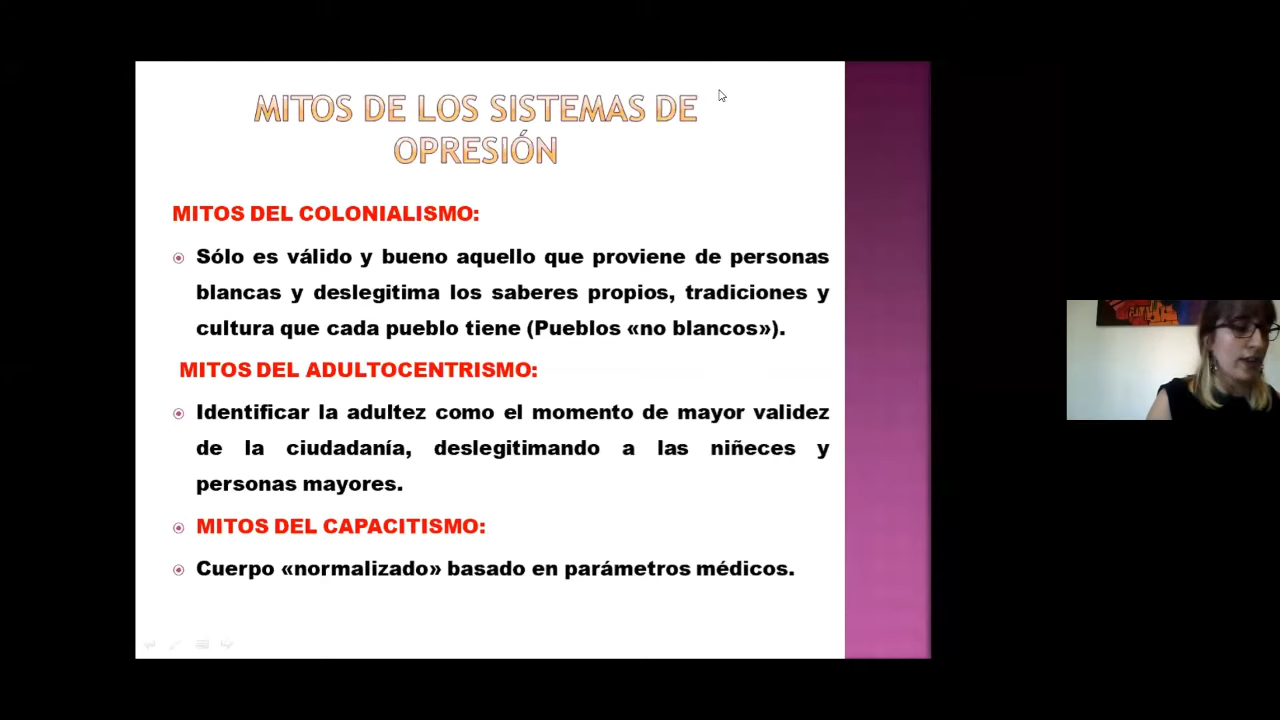 MITOS DE LOS SISTEMAS DE
OPRESIÓN
MITOS DEL COLONIALISMO:
Sólo es válido y bueno aquello que proviene de personas
blancas y deslegitima los saberes propios, tradiciones y
cultura que cada pueblo tiene (Pueblos «no blancos»).
MITOS DEL ADULTOCENTRISMO:
Identificar la adultez como el momento de mayor validez
de la ciudadanía, deslegitimando a las niñeces y
personas mayores.
MITOS DEL CAPACITISMO:
Cuerpo «normalizado» basado en parámetros médicos.